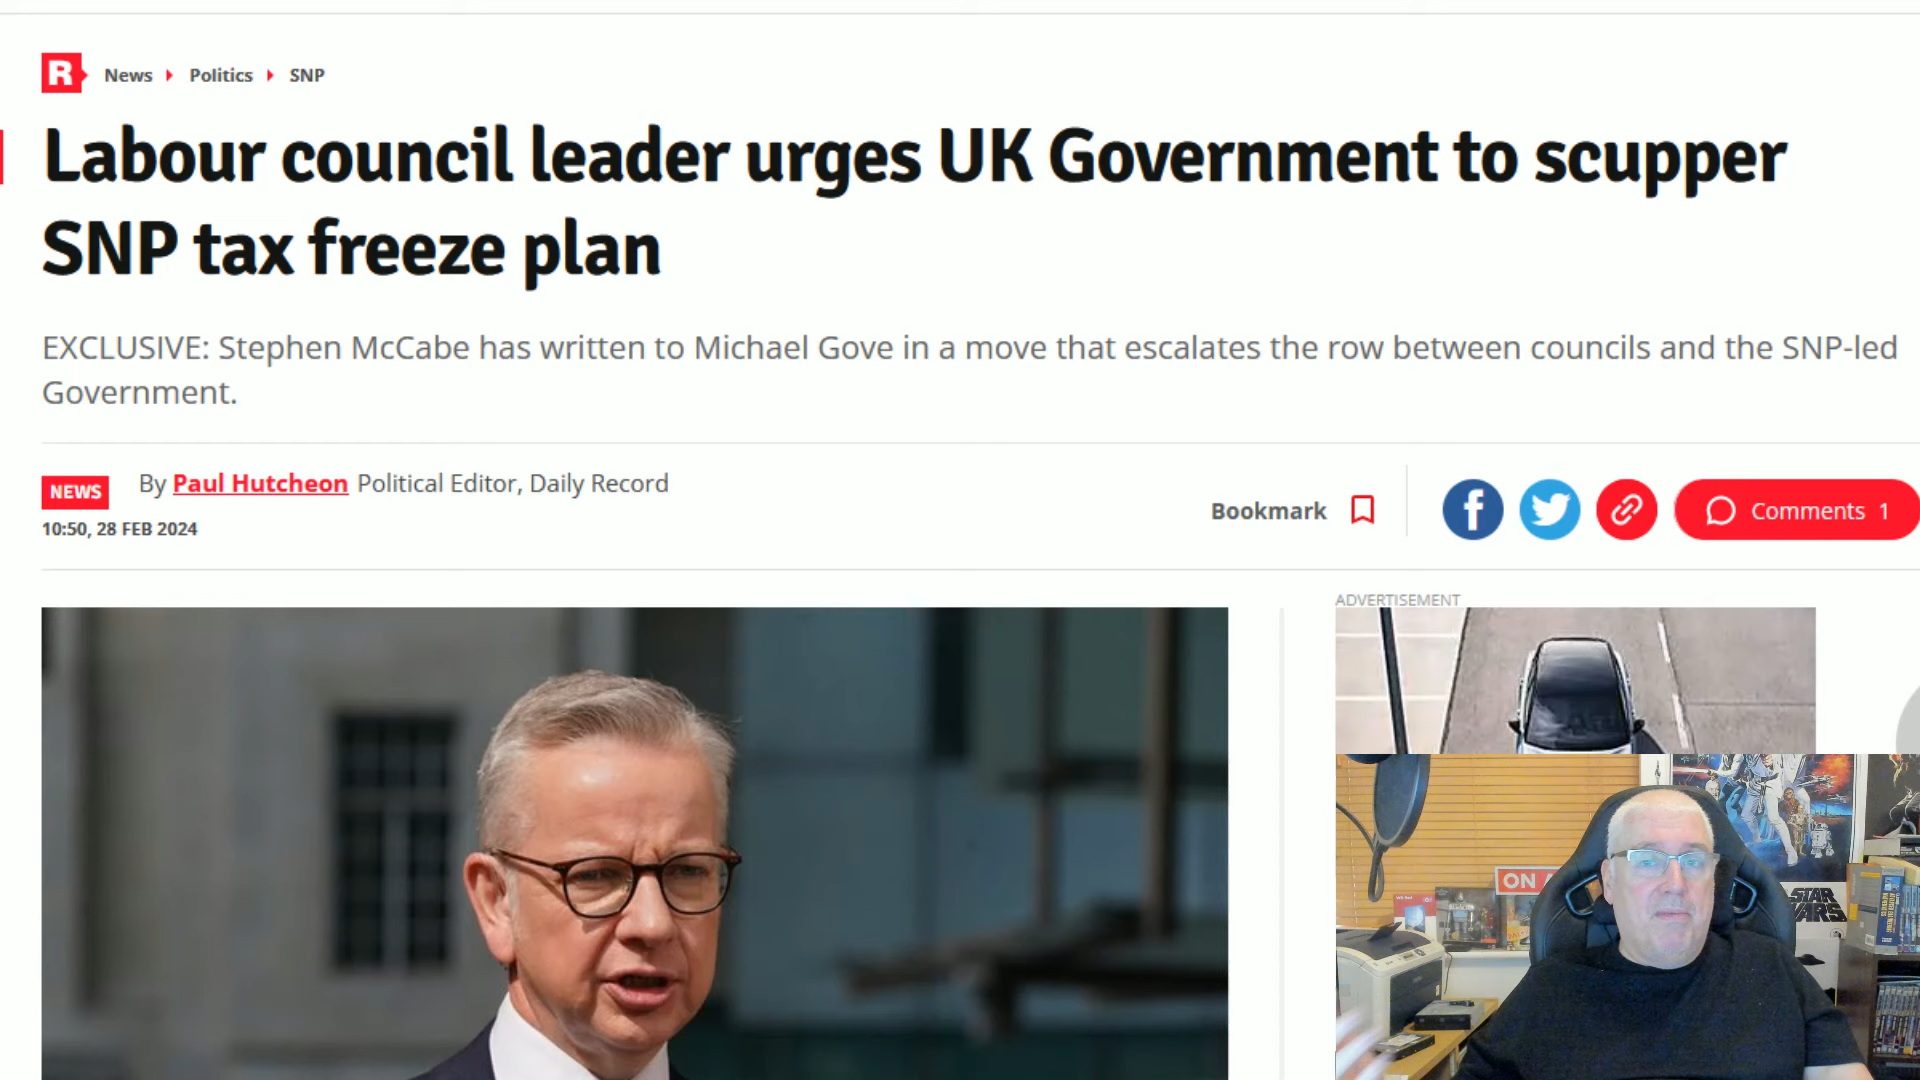 R News Politics SNP
Labour council leader urges UK Government to scupper
SNP tax freeze plan
EXCLUSIVE: Stephen McCabe has written to Michael Gove in a move that escalates the row between councils and the SNP-led
Government.
NEWS By Paul Hutcheon Political Editor, Daily Record
10:50, 28 FEB 2024
Bookmark
Comments 1
ADVERTISEMENT
ON A
STAR
WARS